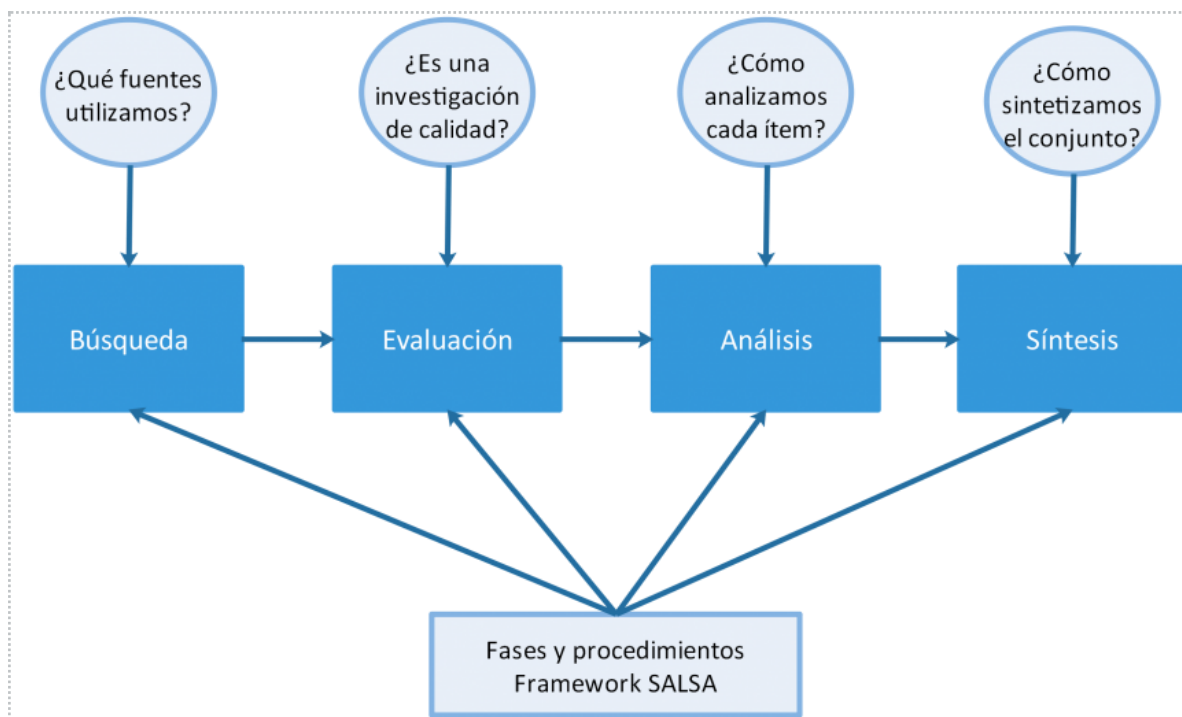 ¿Qué fuentes
utilizamos?
¿Es una
investigación
de calidad?
¿Cómo
analizamos
cada ítem?
¿Cómo
sintetizamos
el conjunto?
Búsqueda
Evaluación
Análisis
Síntesis
Fases y procedimientos
Framework SALSA